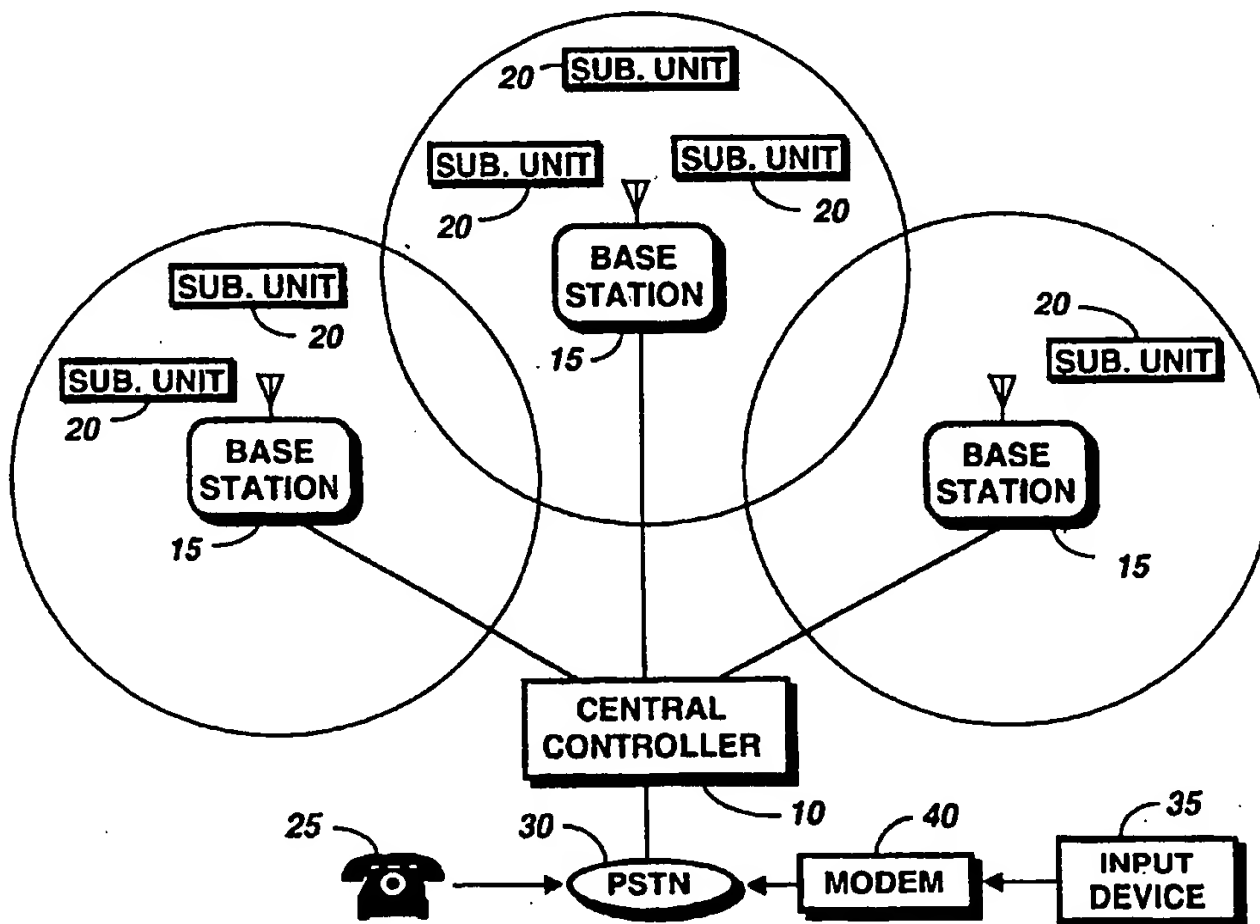 20 SUB. UNIT
SUB. UNIT
20
SUB. UNIT
20
BASE
STATION
15
SUB. UNIT
20
SUB. UNIT
20
BASE
STATION
15
20
SUB. UNIT
BASE
STATION
15
CENTRAL
CONTROLLER
10
25
30
PSTN
40
MODEM
35
INPUT
DEVICE